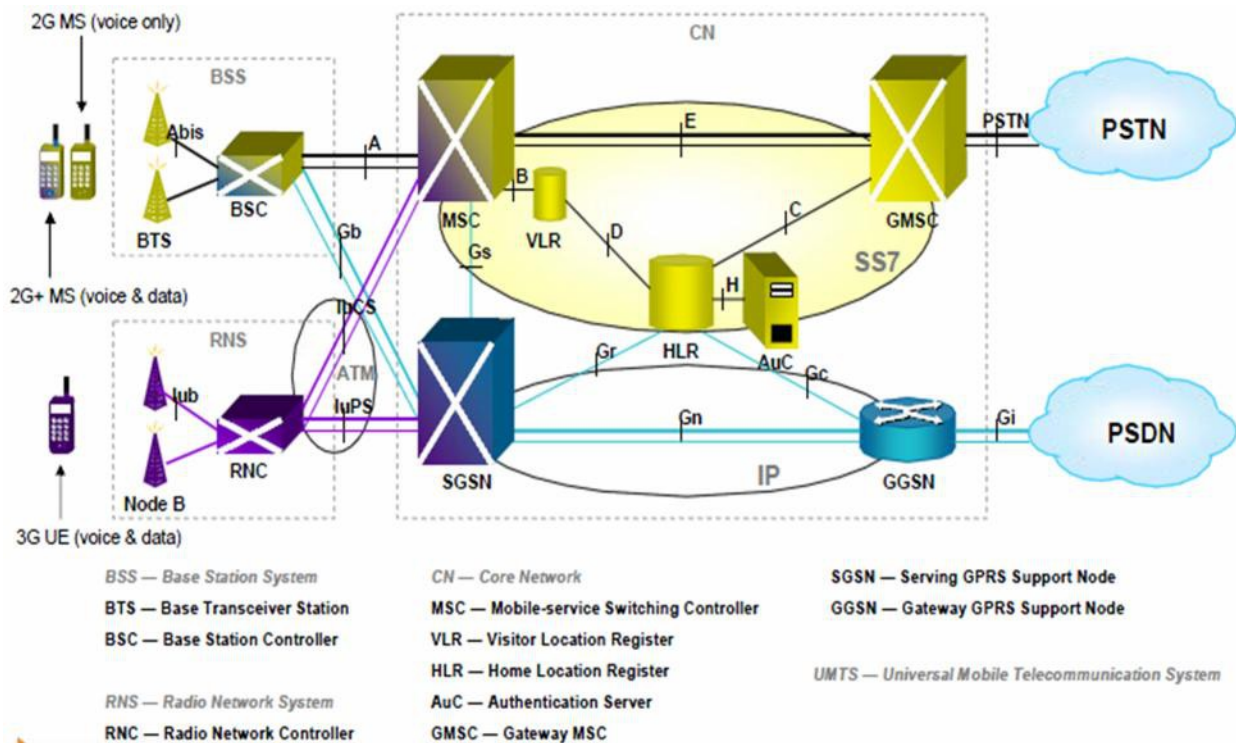 2G MS (voice only)
CN
BSS
Abis
A
E
PSTN
PSTN
BSC
BTS
MSC
B
VLR
D
C
GMSC
SS7
Gb
Gs
H
2G+ MS (voice & data)
IuCS
HLR
AuC
RNS
ATM
Gr
Gc
Iub
IuPS
Gn
Gi
PSDN
RNC
SGSN
IP
GGSN
Node B
3G UE (voice & data)
BSS — Base Station System
BTS — Base Transceiver Station
BSC — Base Station Controller
RNS — Radio Network System
RNC — Radio Network Controller
CN — Core Network
MSC — Mobile-service Switching Controller
VLR — Visitor Location Register
HLR — Home Location Register
AuC — Authentication Server
GMSC — Gateway MSC
SGSN — Serving GPRS Support Node
GGSN — Gateway GPRS Support Node
UMTS — Universal Mobile Telecommunication System